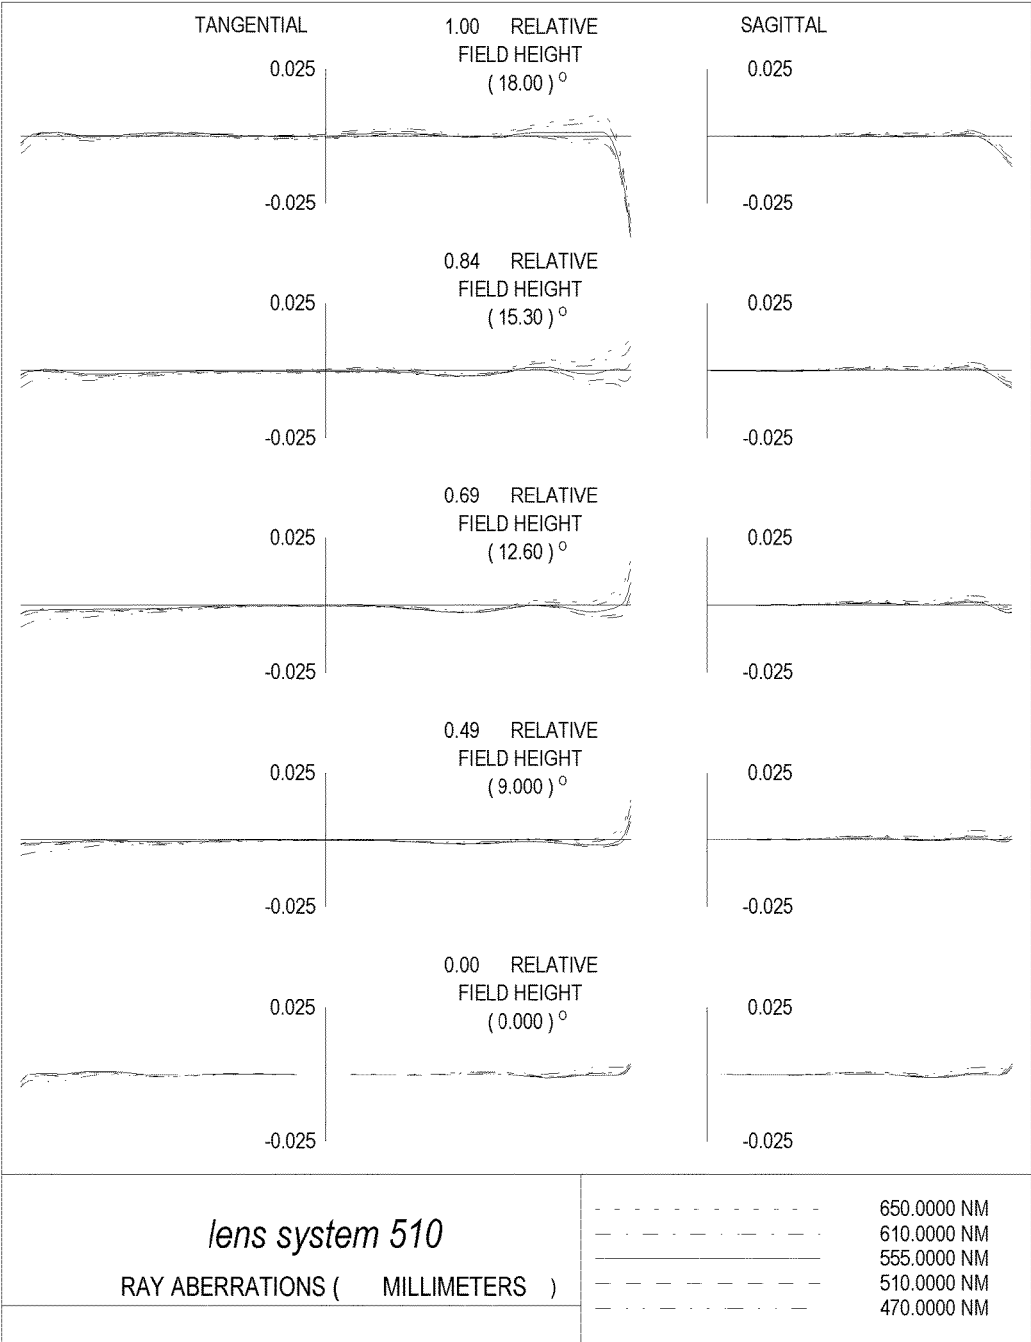 TANGENTIAL
1.00 RELATIVE
FIELD HEIGHT
( 18.00 ) O
SAGITTAL
0.025
0.025
-0.025
-0.025
0.84 RELATIVE
FIELD HEIGHT
( 15.30 ) O
0.025
0.025
-0.025
-0.025
0.69 RELATIVE
FIELD HEIGHT
( 12.60 ) O
0.025
0.025
-0.025
-0.025
0.49 RELATIVE
FIELD HEIGHT
( 9.000 ) O
0.025
0.025
-0.025
-0.025
0.00 RELATIVE
FIELD HEIGHT
( 0.000 ) O
0.025
0.025
-0.025
-0.025
lens system 510
RAY ABERRATIONS ( MILLIMETERS )
650.0000 NM
610.0000 NM
555.0000 NM
510.0000 NM
470.0000 NM